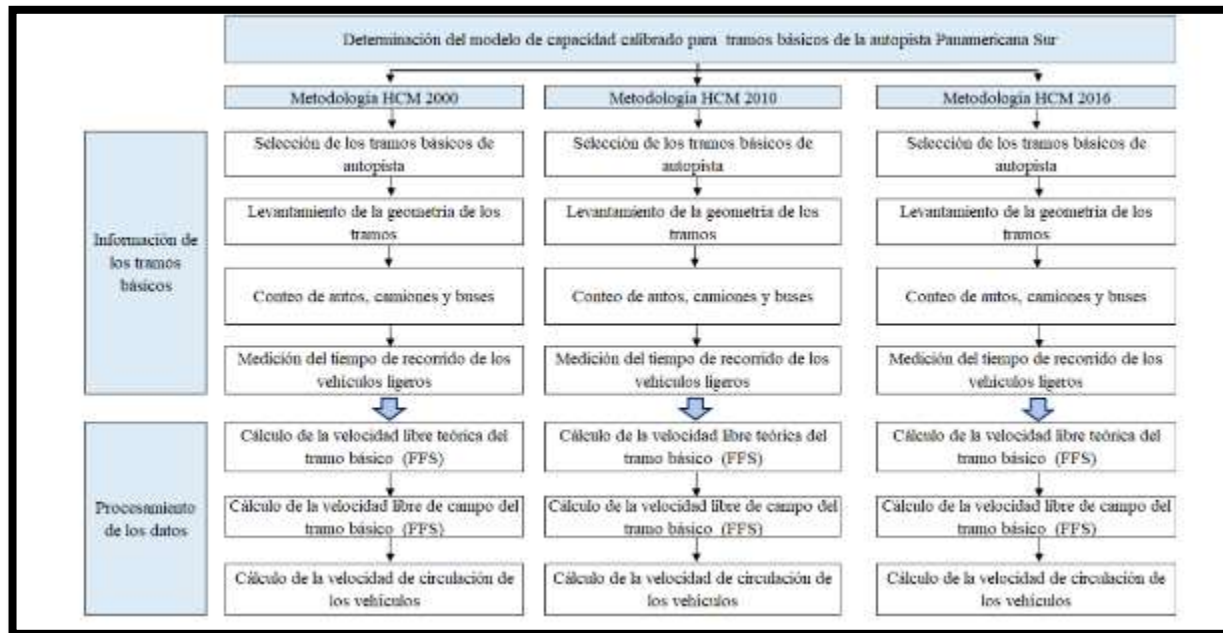 Determinación del modelo de capacidad calibrado para tramos básicos de la autopista Panamericana Sur
Metodología HCM 2000
Metodología HCM 2010
Metodología HCM 2016
Información de
los tramos
básicos
Selección de los tramos básicos de
autopista
Selección de los tramos básicos de
autopista
Selección de los tramos básicos de
autopista
Levantamiento de la geometría de los
tramos
Levantamiento de la geometría de los
tramos
Levantamiento de la geometría de los
tramos
Conteo de autos, camiones y buses
Conteo de autos, camiones y buses
Conteo de autos, camiones y buses
Medición del tiempo de recorrido de los
vehículos ligeros
Medición del tiempo de recorrido de los
vehículos ligeros
Medición del tiempo de recorrido de los
vehículos ligeros
Procesamiento
de los datos
Cálculo de la velocidad libre teórica del
tramo básico (FFS)
Cálculo de la velocidad libre teórica del
tramo básico (FFS)
Cálculo de la velocidad libre teórica del
tramo básico (FFS)
Cálculo de la velocidad libre de campo del
tramo básico (FFS)
Cálculo de la velocidad libre de campo del
tramo básico (FFS)
Cálculo de la velocidad libre de campo del
tramo básico (FFS)
Cálculo de la velocidad de circulación de
los vehículos
Cálculo de la velocidad de circulación de
los vehículos
Cálculo de la velocidad de circulación de
los vehículos